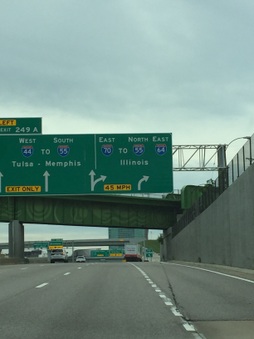 LEFT
EXIT 249 A
WEST SOUTH
44 TO 55
Tulsa - Memphis
EXIT ONLY
EAST NORTH EAST
70 TO 55 64
Illinois
45 MPH